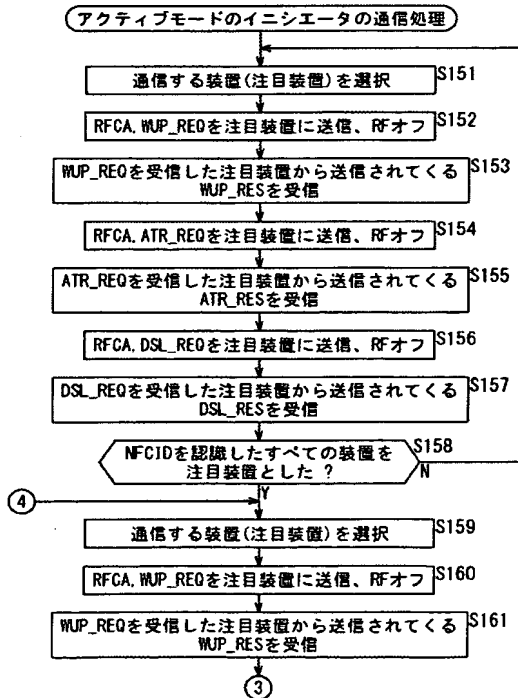 アクティブモードのイニシエータの通信処理
通信する装置(注目装置)を選択
S151
RFCA,WUP_REQを注目装置に送信、RFオフ
S152
WUP_REQを受信した注目装置から送信されてくる
WUP_RESを受信
S153
RFCA,ATR_REQを注目装置に送信、RFオフ
S154
ATR_REQを受信した注目装置から送信されてくる
ATR_RESを受信
S155
RFCA,DSL_REQを注目装置に送信、RFオフ
S156
DSL_REQを受信した注目装置から送信されてくる
DSL_RESを受信
S157
NFCIDを認識したすべての装置を
注目装置とした ?
S158
N
Y
4
通信する装置(注目装置)を選択
S159
RFCA,WUP_REQを注目装置に送信、RFオフ
S160
WUP_REQを受信した注目装置から送信されてくる
WUP_RESを受信
S161
3